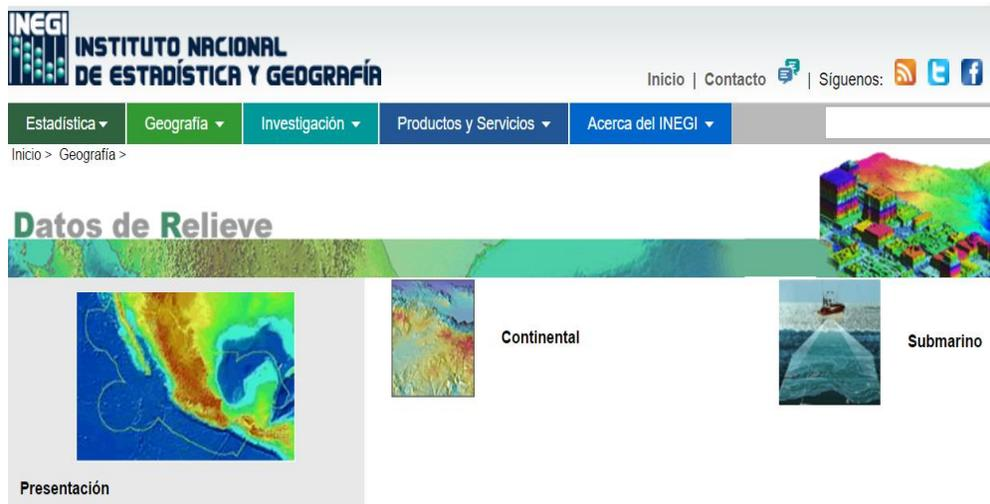 INEGI
INSTITUTO NACIONAL
DE ESTADÍSTICA Y GEOGRAFÍA
Inicio | Contacto | Síguenos:
Estadística Geografía Investigación Productos y Servicios Acerca del INEGI
Inicio > Geografía >
Datos de Relieve
Continental
Submarino
Presentación